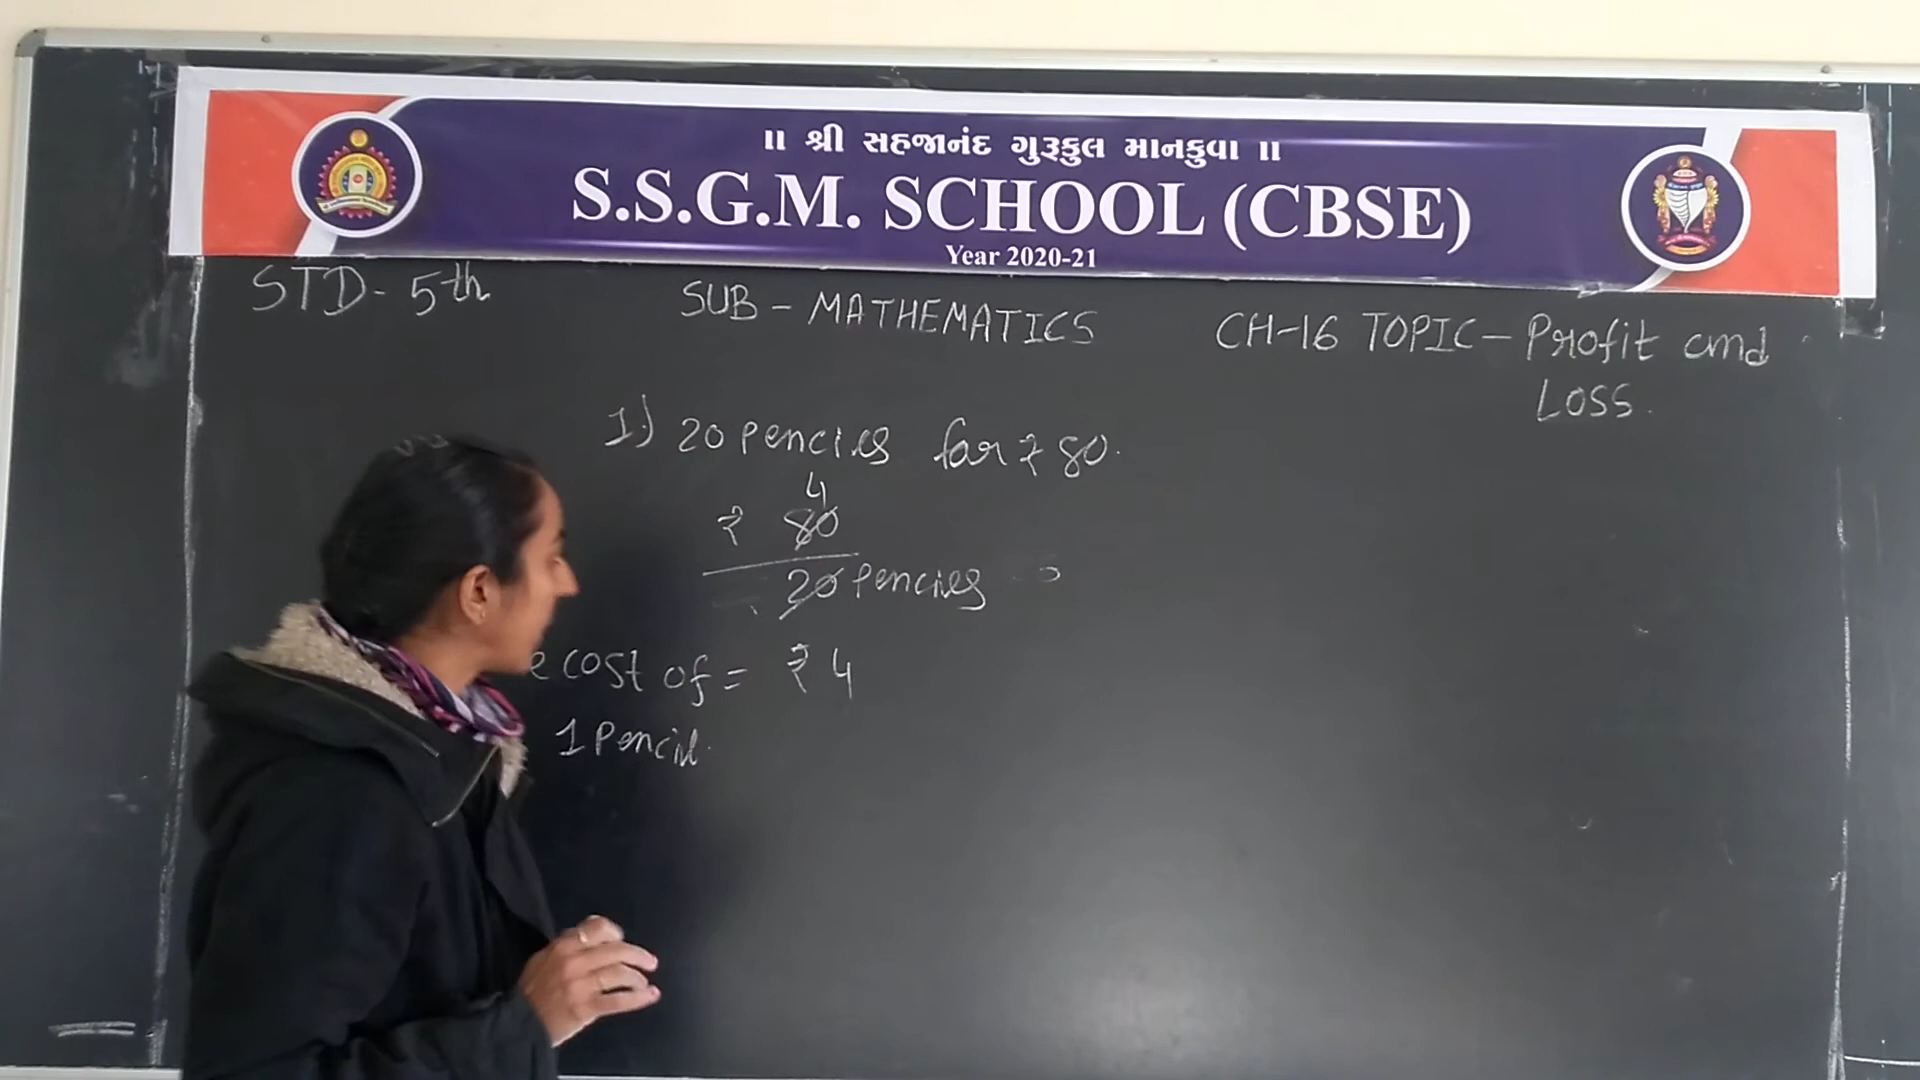 ॥ શ્રી સહજાનંદ ગુરૂકુલ માનકુવા ॥
S.S.G.M. SCHOOL (CBSE)
Year 2020-21
STD - 5th
SUB - MATHEMATICS
CH-16 TOPIC - Profit and
LOSS.
1.) 20 Pencils for ₹ 80.
4
₹ 80
20 Pencils
e cost of = ₹ 4
1 Pencil.